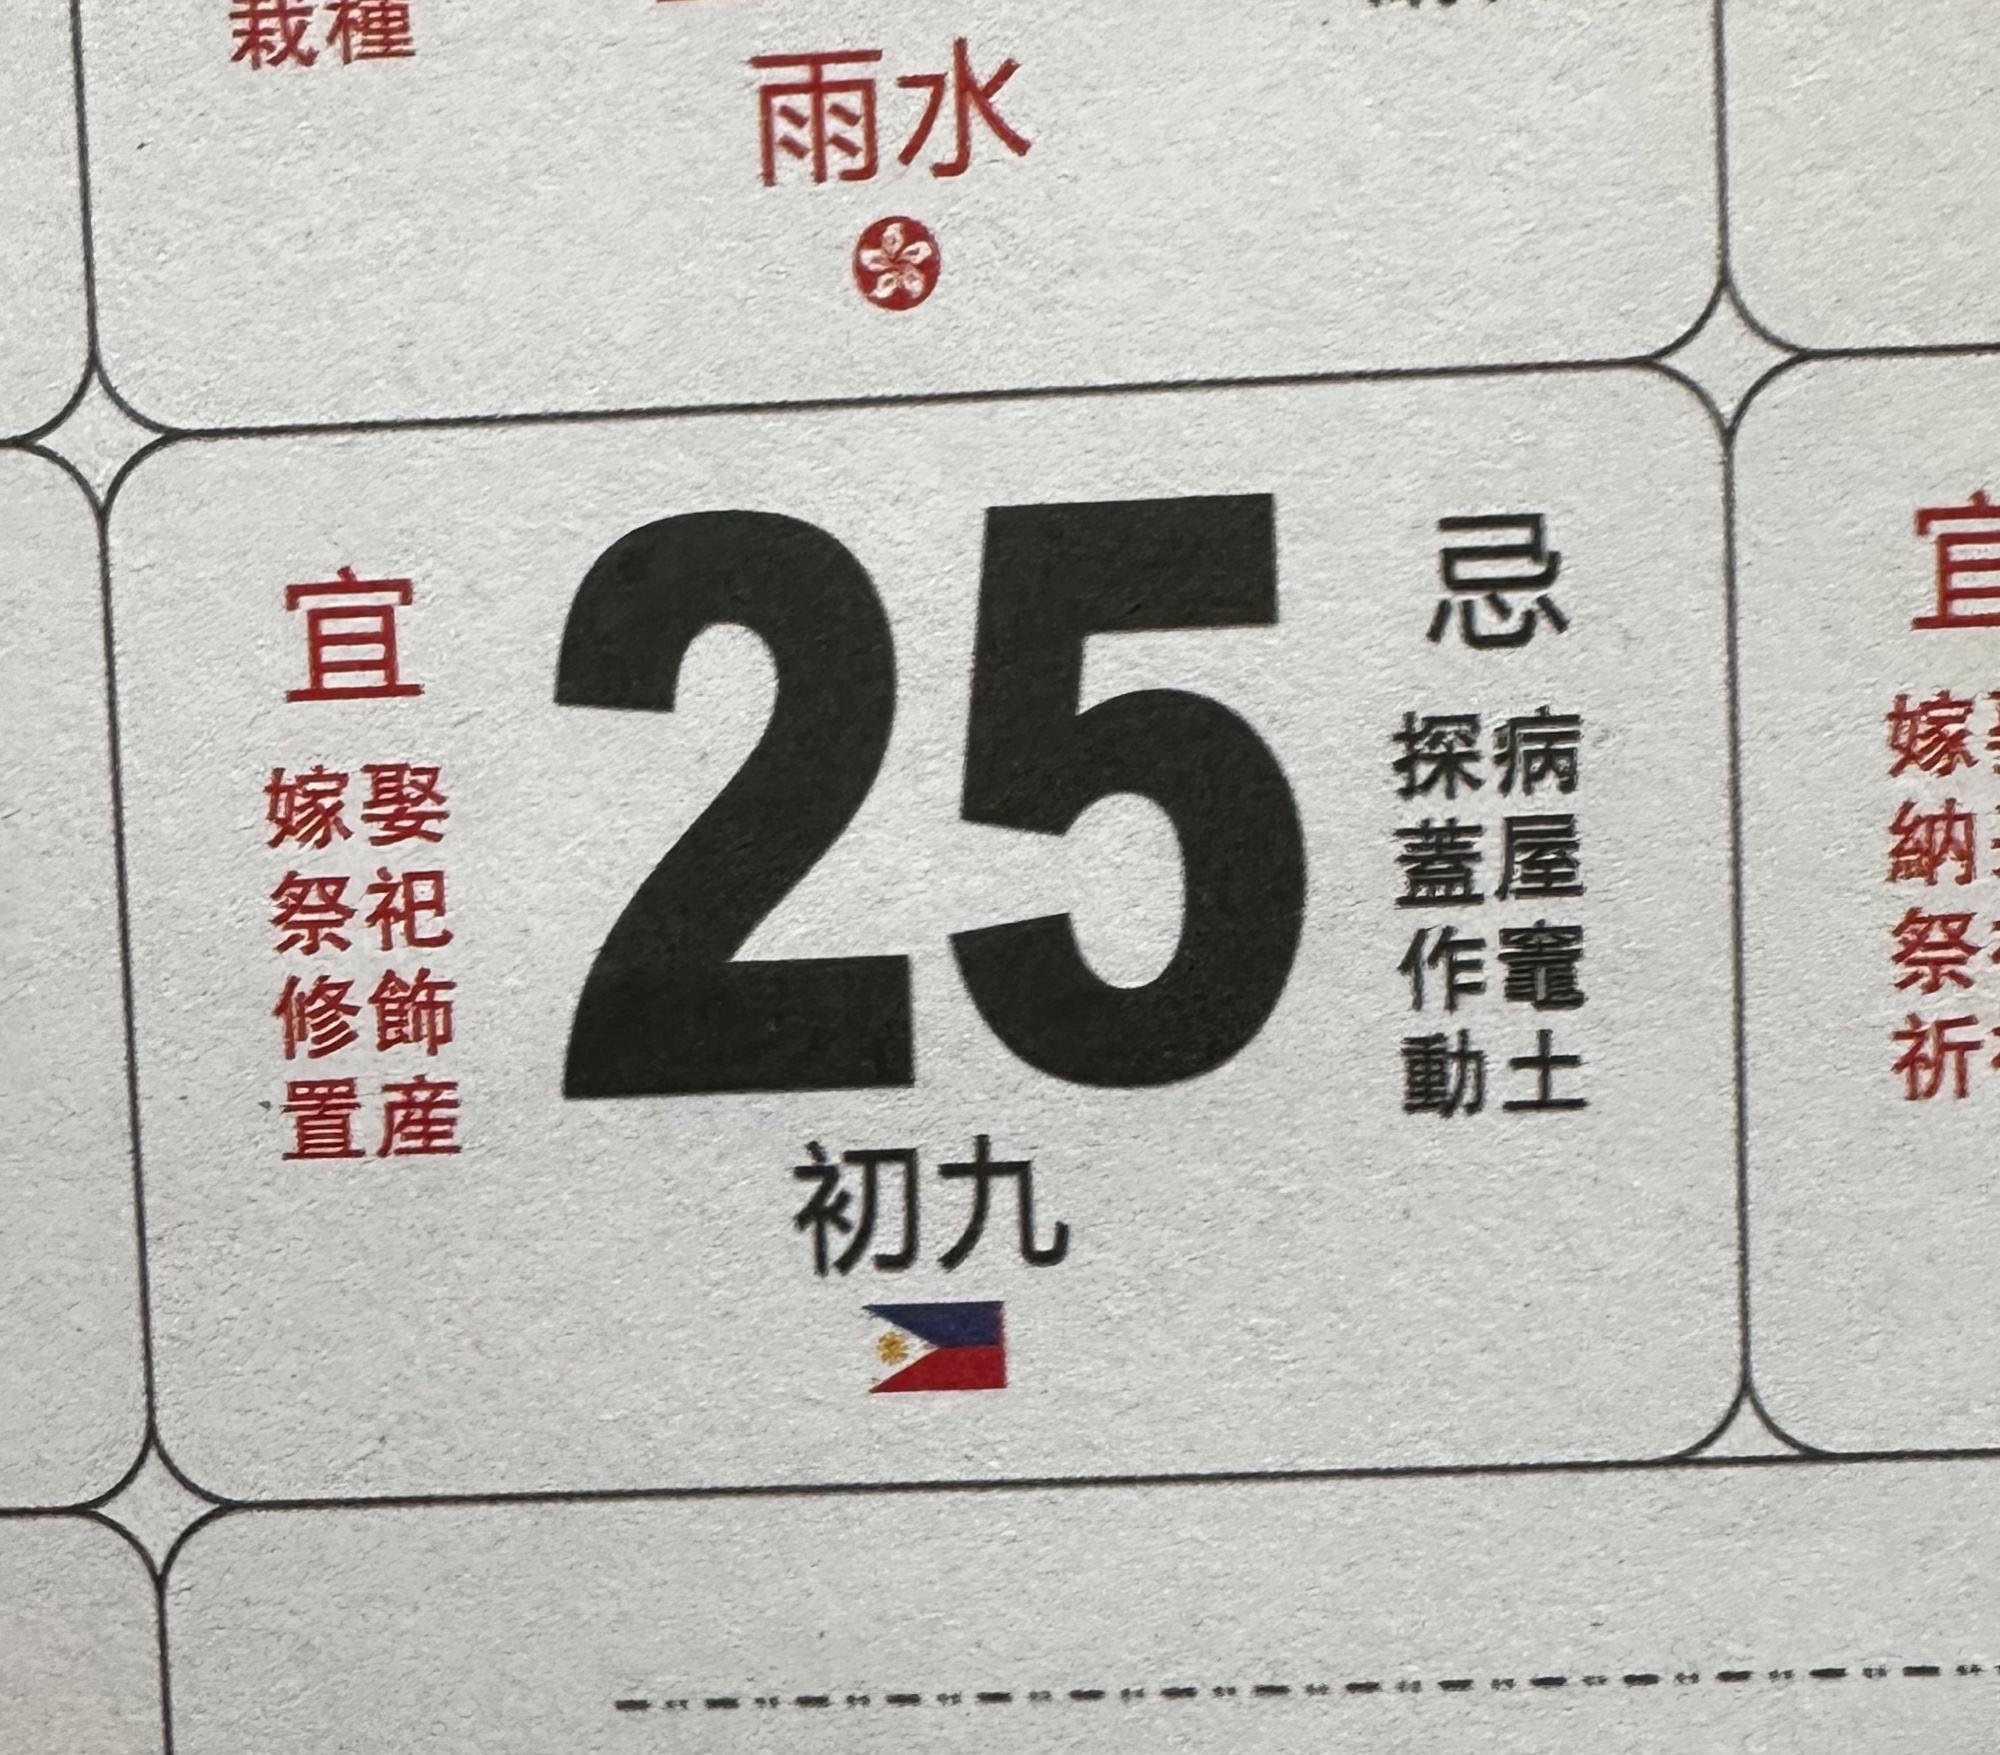 栽種
雨水
宜
嫁娶
祭祀
修飾
置産
25
忌
探病
蓋屋
作竈
動土
初九
宜
嫁
納
祭
祈